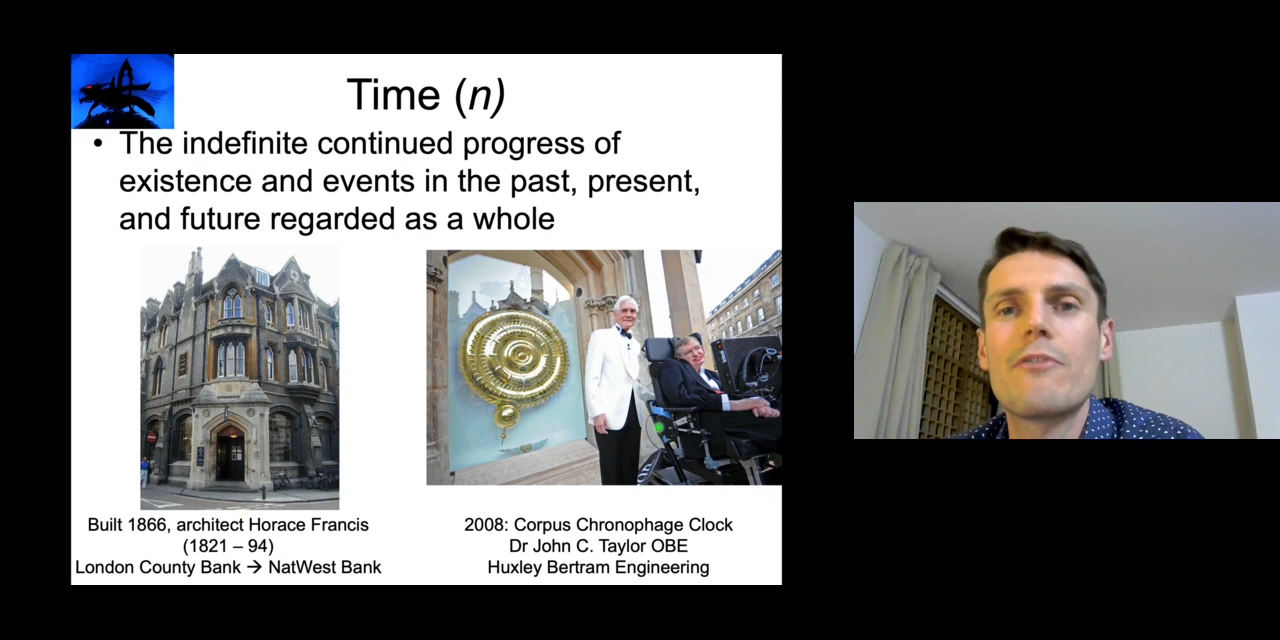 Time (n)
• The indefinite continued progress of
existence and events in the past, present,
and future regarded as a whole
Built 1866, architect Horace Francis
(1821 – 94)
London County Bank → NatWest Bank
2008: Corpus Chronophage Clock
Dr John C. Taylor OBE
Huxley Bertram Engineering